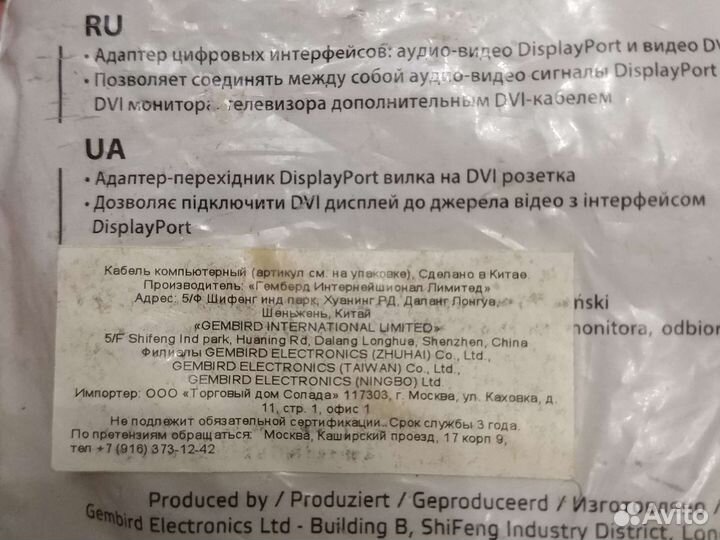 RU
• Адаптер цифровых интерфейсов: аудио-видео DisplayPort и видео DV
• Позволяет соединять между собой аудио-видео сигналы DisplayPort
DVI монитора телевизора дополнительным DVI-кабелем
UA
• Адаптер-перехідник DisplayPort вилка на DVI розетка
• Дозволяє підключити DVI дисплей до джерела відео з інтерфейсом
DisplayPort
Кабель компьютерный (артикул см. на упаковке), Сделано в Китае.
Производитель: «Гемберд Интернейшионал Лимитед»
Адрес: 5/Ф Шифенг инд парк, Хуанинг РД, Даланг Лонгуа,
Шеньжень, Китай
«GEMBIRD INTERNATIONAL LIMITED»
5/F Shifeng Ind park, Huaning Rd, Dalang Longhua, Shenzhen, China
Филиалы GEMBIRD ELECTRONICS (ZHUHAI) Co., Ltd.,
GEMBIRD ELECTRONICS (TAIWAN) Co., Ltd.,
GEMBIRD ELECTRONICS (NINGBO) Ltd.
Импортер: ООО «Торговый дом Солада» 117303, г. Москва, ул. Каховка, д.
11, стр. 1, офис 1
Не подлежит обязательной сертификации. Срок службы 3 года.
По претензиям обращаться: Москва, Каширский проезд, 17 корп 9,
тел +7 (916) 373-12-42
ński
monitora, odbior
Produced by / Produziert / Geproduceerd / Изготовлено /
Gembird Electronics Ltd - Building B, ShiFeng Industry District, Lon
Avito